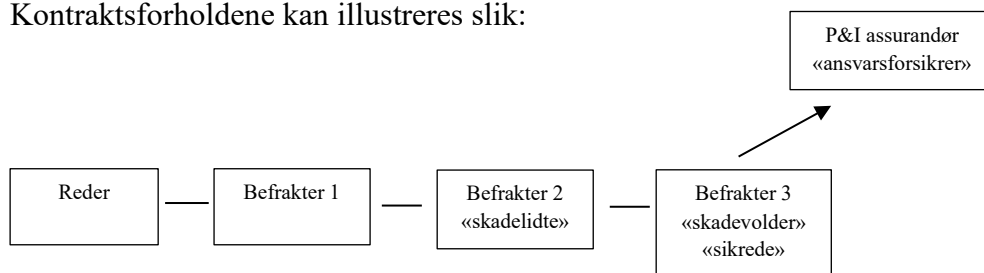 Kontraktsforholdene kan illustreres slik:
P&I assurandør
«ansvarsforsikrer»
Reder
Befrakter 1
Befrakter 2
«skadelidte»
Befrakter 3
«skadevolder»
«sikrede»